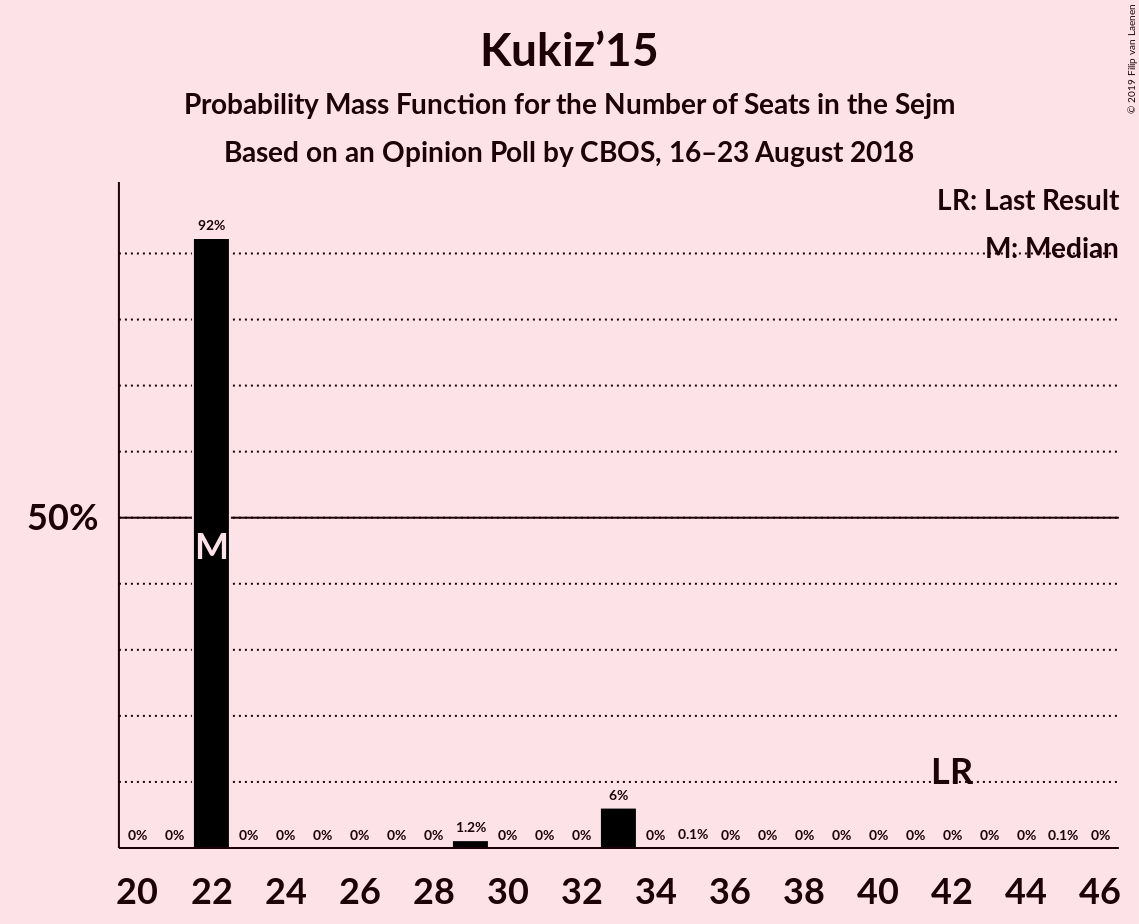 Kukiz’15
Probability Mass Function for the Number of Seats in the Sejm
Based on an Opinion Poll by CBOS, 16–23 August 2018
© 2019 Filip van Laenen
LR: Last Result
M: Median
92%
50%
M
LR
0% 0% 0% 0% 0% 0% 0% 0% 1.2% 0% 0% 0% 6% 0% 0.1% 0% 0% 0% 0% 0% 0% 0% 0% 0% 0.1% 0%
20 22 24 26 28 30 32 34 36 38 40 42 44 46